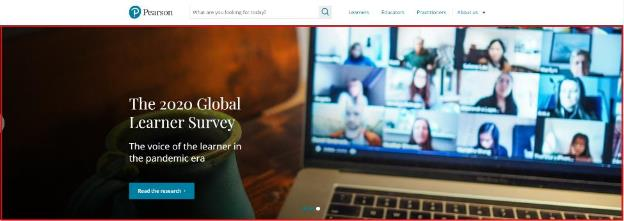 Pearson
What are you looking for today?
Learners
Educators
Practitioners
About us
The 2020 Global
Learner Survey
The voice of the learner in
the pandemic era
Read the research ›